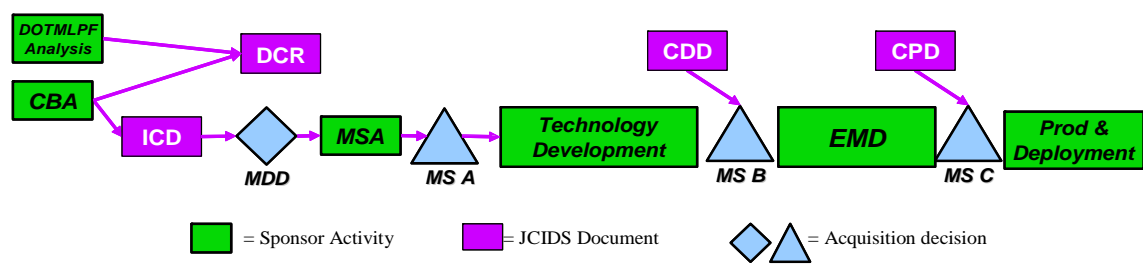 DOTMLPF
Analysis
DCR
CDD
CPD
CBA
ICD
MDD
MSA
MS A
Technology
Development
MS B
EMD
MS C
Prod &
Deployment
= Sponsor Activity
= JCIDS Document
= Acquisition decision